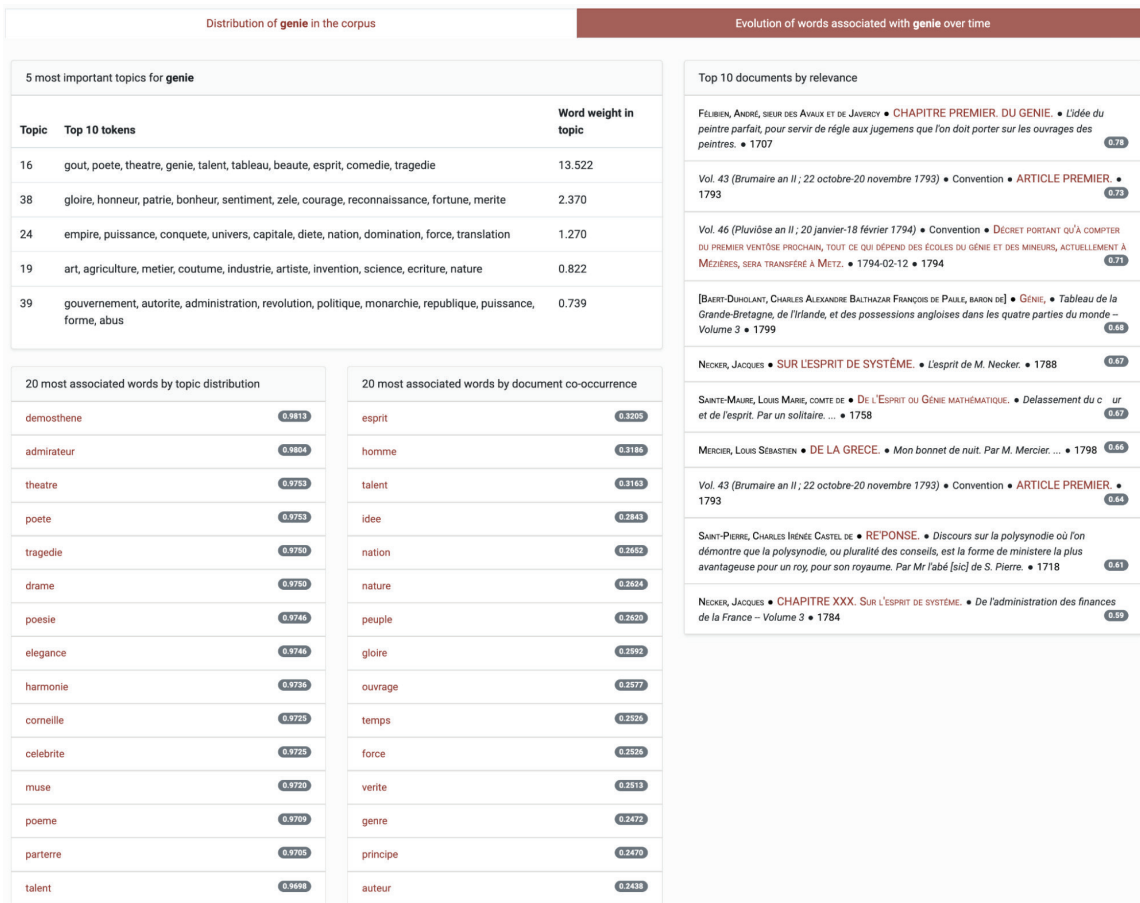 Distribution of genie in the corpus
Evolution of words associated with genie over time
5 most important topics for genie
Topic Top 10 tokens Word weight in topic
16 gout, poete, theatre, genie, talent, tableau, beaute, esprit, comedie, tragedie 13.522
38 gloire, honneur, patrie, bonheur, sentiment, zele, courage, reconnaissance, fortune, merite 2.370
24 empire, puissance, conquete, univers, capitale, diete, nation, domination, force, translation 1.270
19 art, agriculture, metier, coutume, industrie, artiste, invention, science, ecriture, nature 0.822
39 gouvernement, autorite, administration, revolution, politique, monarchie, republique, puissance, 0.739
forme, abus
20 most associated words by topic distribution
demosthene 0.9813
admirateur 0.9804
theatre 0.9753
poete 0.9753
tragedie 0.9750
drame 0.9750
poesie 0.9746
elegance 0.9746
harmonie 0.9736
corneille 0.9725
celebrite 0.9725
muse 0.9720
poeme 0.9709
parterre 0.9705
talent 0.9698
20 most associated words by document co-occurrence
esprit 0.3205
homme 0.3186
talent 0.3163
idee 0.2843
nation 0.2652
nature 0.2624
peuple 0.2620
gloire 0.2592
ouvrage 0.2577
temps 0.2526
force 0.2526
verite 0.2513
genre 0.2472
principe 0.2470
auteur 0.2438
Top 10 documents by relevance
Félibien, André, sieur des Avaux et de Javercy ● CHAPITRE PREMIER. DU GENIE. ● L'idée du
peintre parfait, pour servir de régle aux jugemens que l'on doit porter sur les ouvrages des
peintres. ● 1707 0.78
Vol. 43 (Brumaire an II ; 22 octobre-20 novembre 1793) ● Convention ● ARTICLE PREMIER. ●
1793 0.73
Vol. 46 (Pluviôse an II ; 20 janvier-18 février 1794) ● Convention ● Décret portant qu'à compter
du premier ventôse prochain, tout ce qui dépend des écoles du génie et des mineurs, actuellement à
Mézières, sera transféré à Metz. ● 1794-02-12 ● 1794 0.71
[Baert-Duholant, Charles Alexandre Balthazar François de Paule, baron de] ● Génie, ● Tableau de la
Grande-Bretagne, de l'Irlande, et des possessions angloises dans les quatre parties du monde –
Volume 3 ● 1799 0.68
Necker, Jacques ● SUR L'ESPRIT DE SYSTÊME. ● L'esprit de M. Necker. ● 1788 0.67
Sainte-Maure, Louis Marie, comte de ● De l'Esprit ou Génie mathématique. ● Delassement du c ur
et de l'esprit. Par un solitaire. ... ● 1758 0.67
Mercier, Louis Sébastien ● DE LA GRECE. ● Mon bonnet de nuit. Par M. Mercier. ... ● 1798 0.66
Vol. 43 (Brumaire an II ; 22 octobre-20 novembre 1793) ● Convention ● ARTICLE PREMIER. ●
1793 0.64
Saint-Pierre, Charles Irénée Castel de ● RE'PONSE. ● Discours sur la polysynodie où l'on
démontre que la polysynodie, ou pluralité des conseils, est la forme de ministere la plus
avantageuse pour un roy, pour son royaume. Par Mr l'abé [sic] de S. Pierre. ● 1718 0.61
Necker, Jacques ● CHAPITRE XXX. Sur l'esprit de systême. ● De l'administration des finances
de la France – Volume 3 ● 1784 0.59